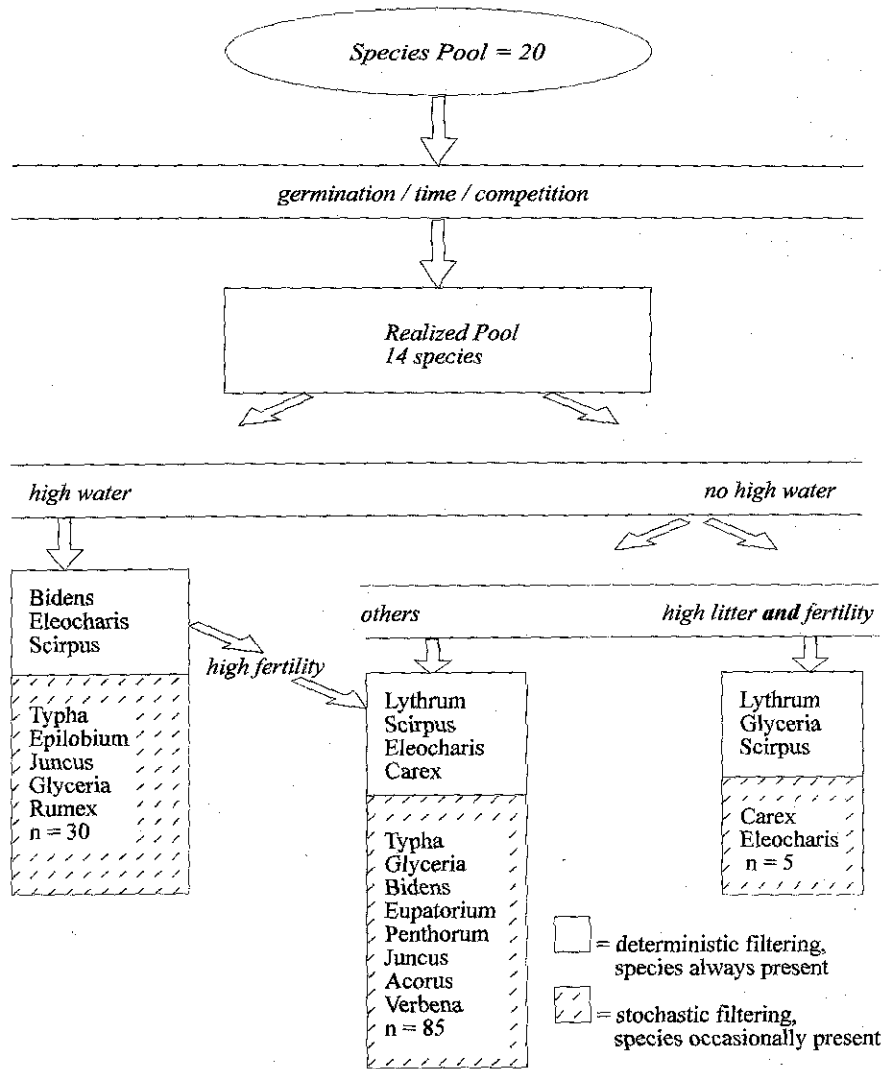 Species Pool = 20
germination / time / competition
Realized Pool
14 species
high water
no high water
Bidens
Eleocharis
Scirpus
Typha
Epilobium
Juncus
Glyceria
Rumex
n = 30
high fertility
others
high litter and fertility
Lythrum
Scirpus
Eleocharis
Carex
Typha
Glyceria
Bidens
Eupatorium
Penthorum
Juncus
Acorus
Verbena
n = 85
Lythrum
Glyceria
Scirpus
Carex
Eleocharis
n = 5
= deterministic filtering,
species always present
= stochastic filtering,
species occasionally present